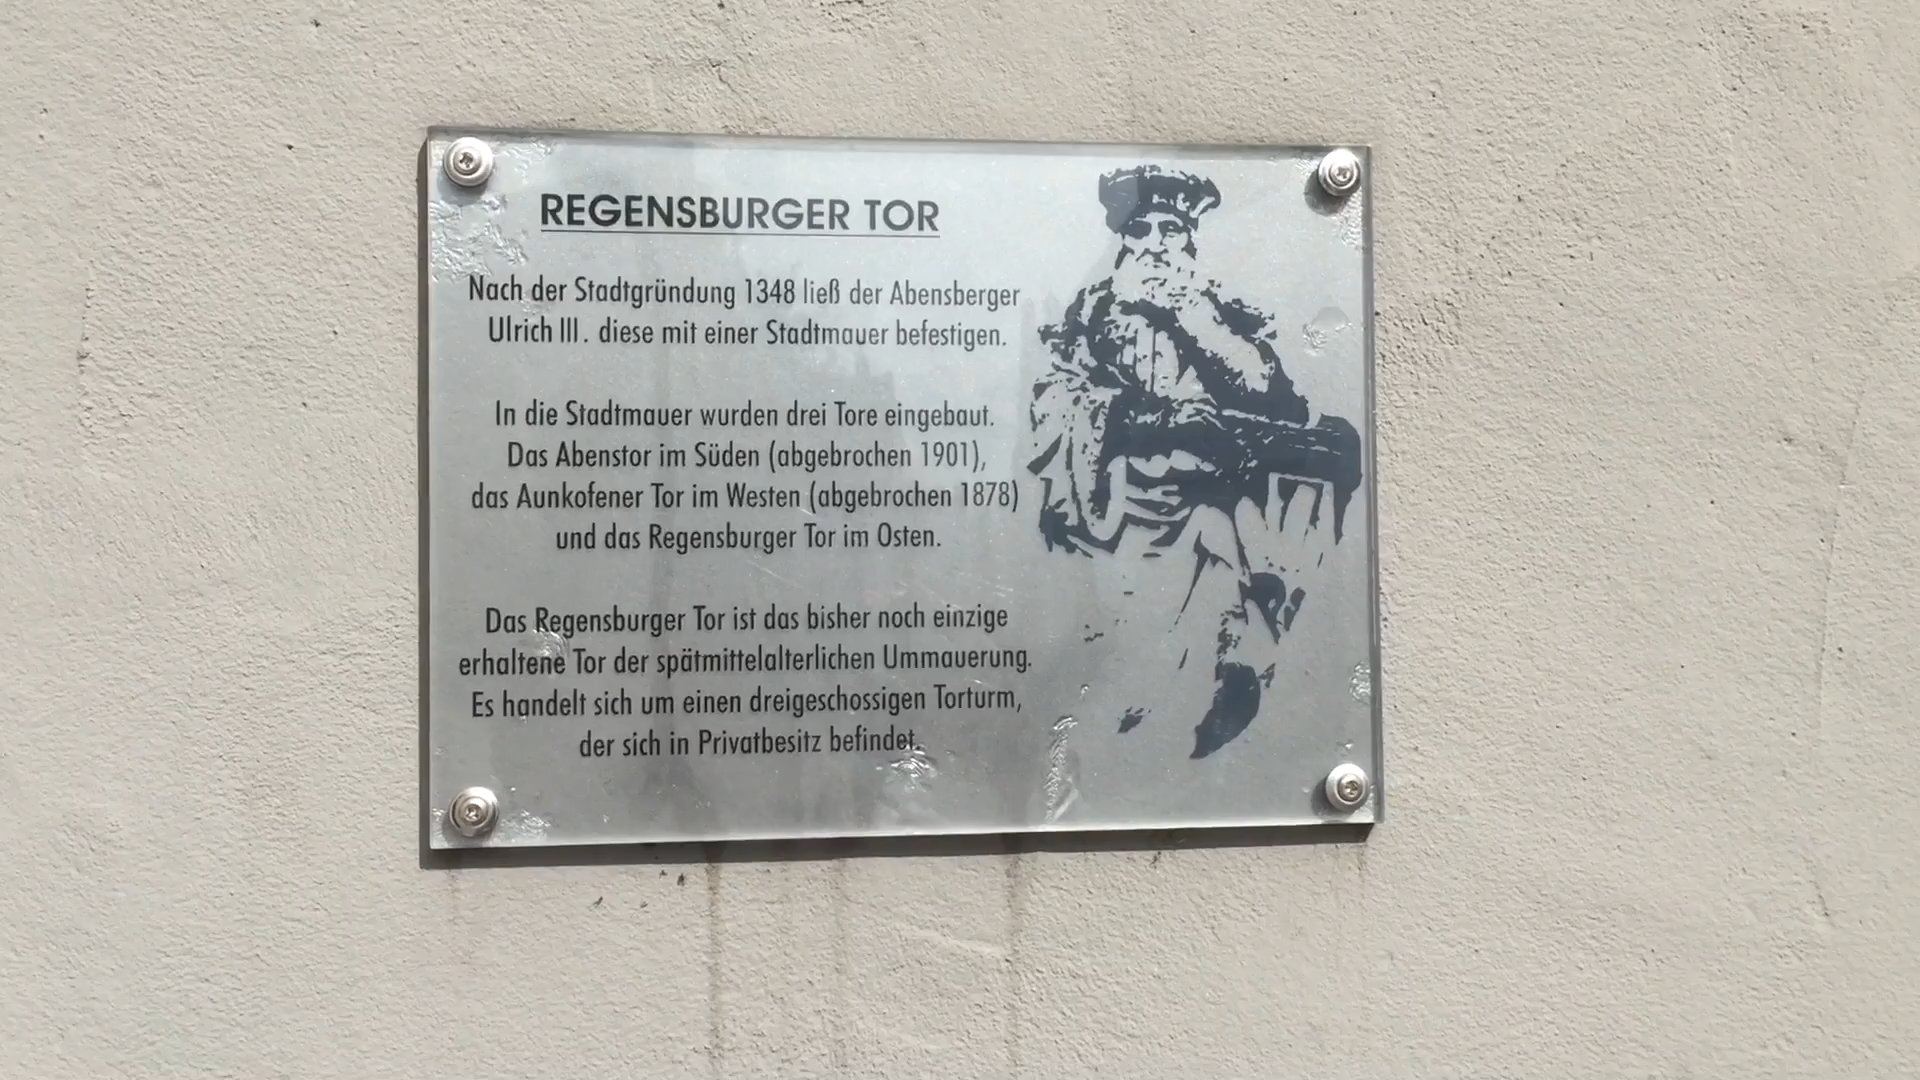 REGENSBURGER TOR
Nach der Stadtgründung 1348 ließ der Abensberger
Ulrich III. diese mit einer Stadtmauer befestigen.
In die Stadtmauer wurden drei Tore eingebaut.
Das Abenstor im Süden (abgebrochen 1901),
das Aunkofener Tor im Westen (abgebrochen 1878)
und das Regensburger Tor im Osten.
Das Regensburger Tor ist das bisher noch einzige
erhaltene Tor der spätmittelalterlichen Ummauerung.
Es handelt sich um einen dreigeschossigen Torturm,
der sich in Privatbesitz befindet.